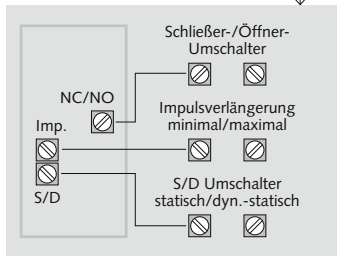 Schließer-/Öffner-
Umschalter
NC/NO
Impulsverlängerung
minimal/maximal
Imp.
S/D Umschalter
statisch/dyn.-statisch
S/D